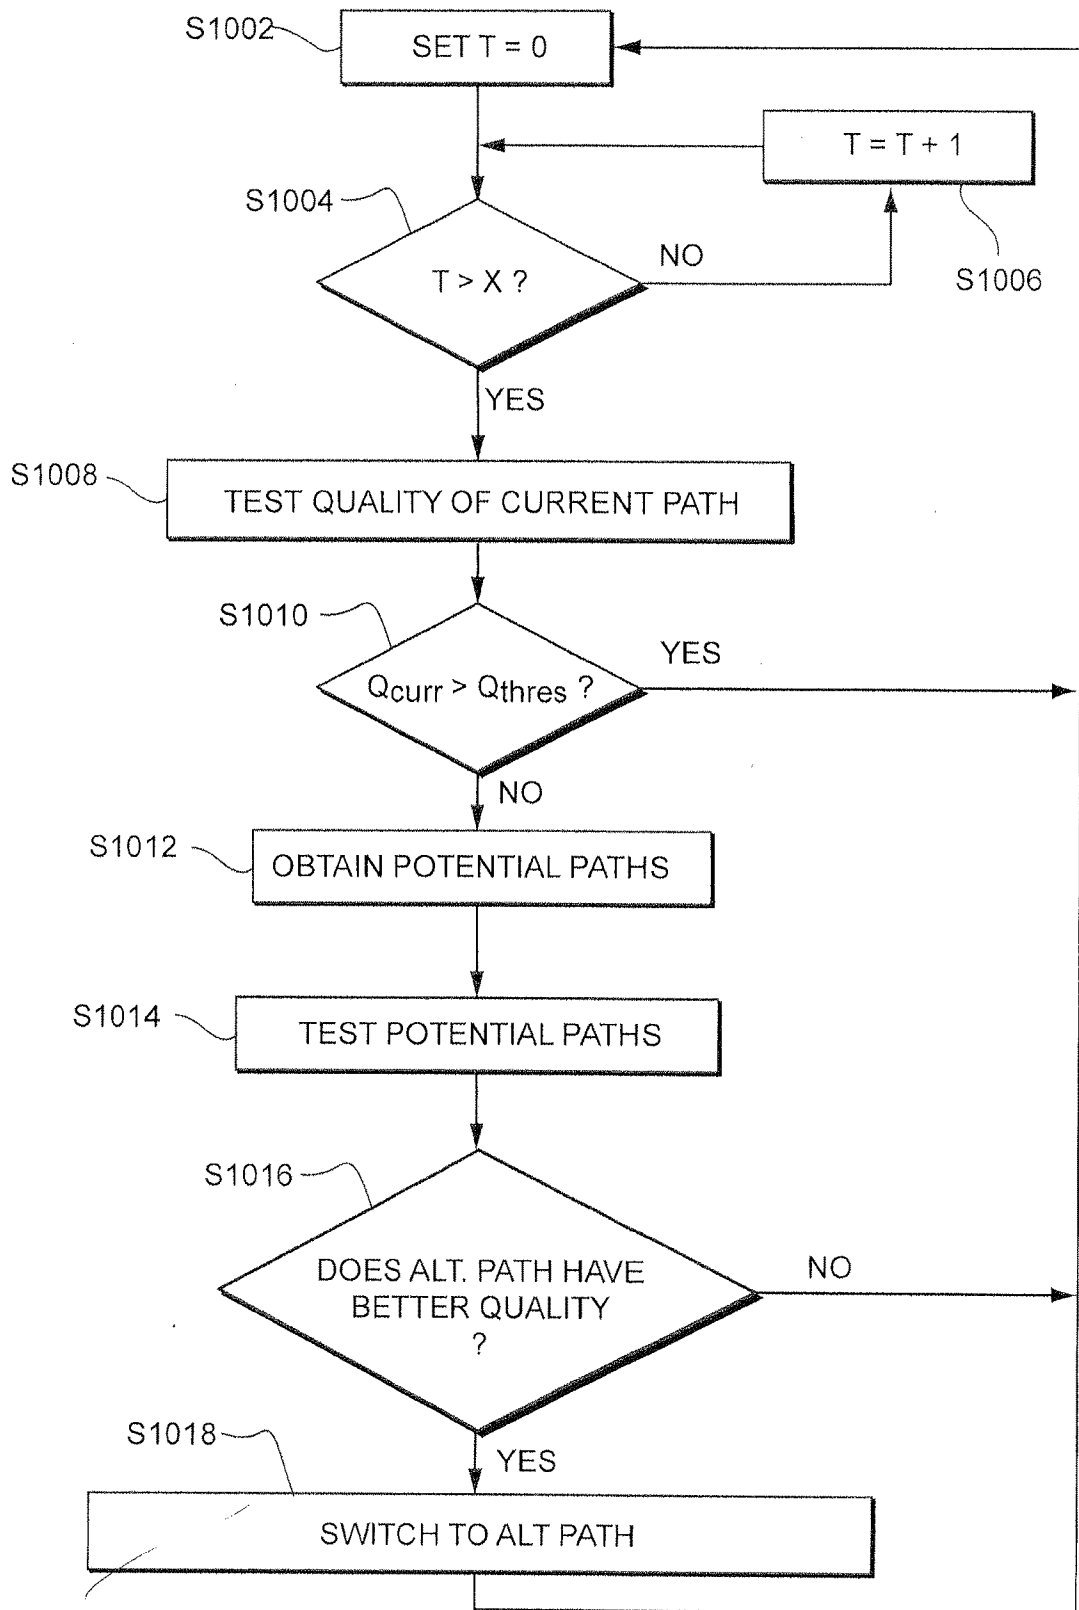 S1002
SET T = 0
T = T + 1
S1004
T > X ?
NO
S1006
YES
S1008
TEST QUALITY OF CURRENT PATH
S1010
YES
Qcurr > Qthres ?
NO
S1012
OBTAIN POTENTIAL PATHS
S1014
TEST POTENTIAL PATHS
S1016
DOES ALT. PATH HAVE
BETTER QUALITY
?
NO
S1018
YES
SWITCH TO ALT PATH